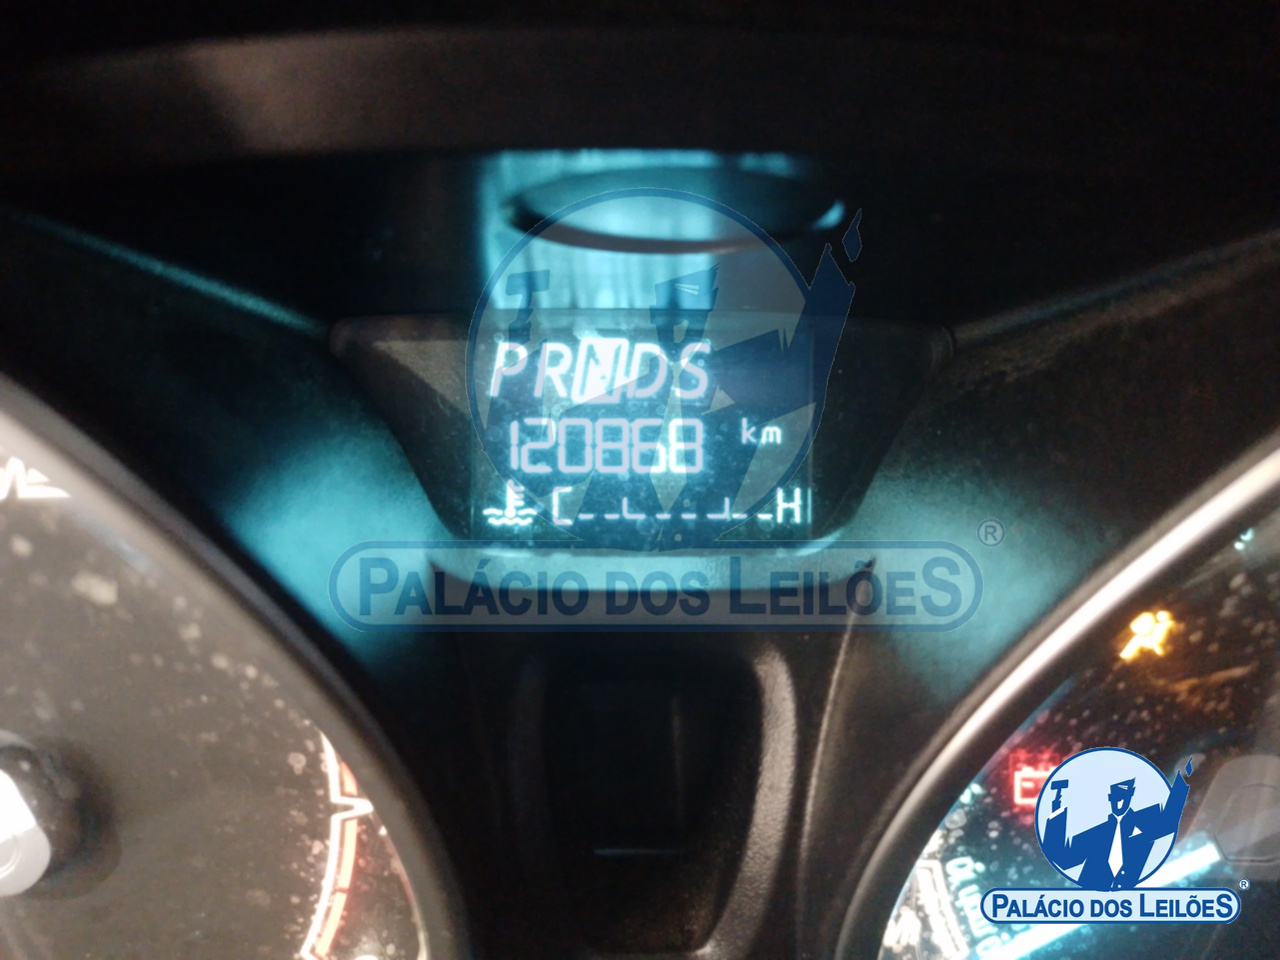 PRNDS
120868 km
C H
PALÁCIO DOS LEILÕES ®
PALÁCIO DOS LEILÕES ®